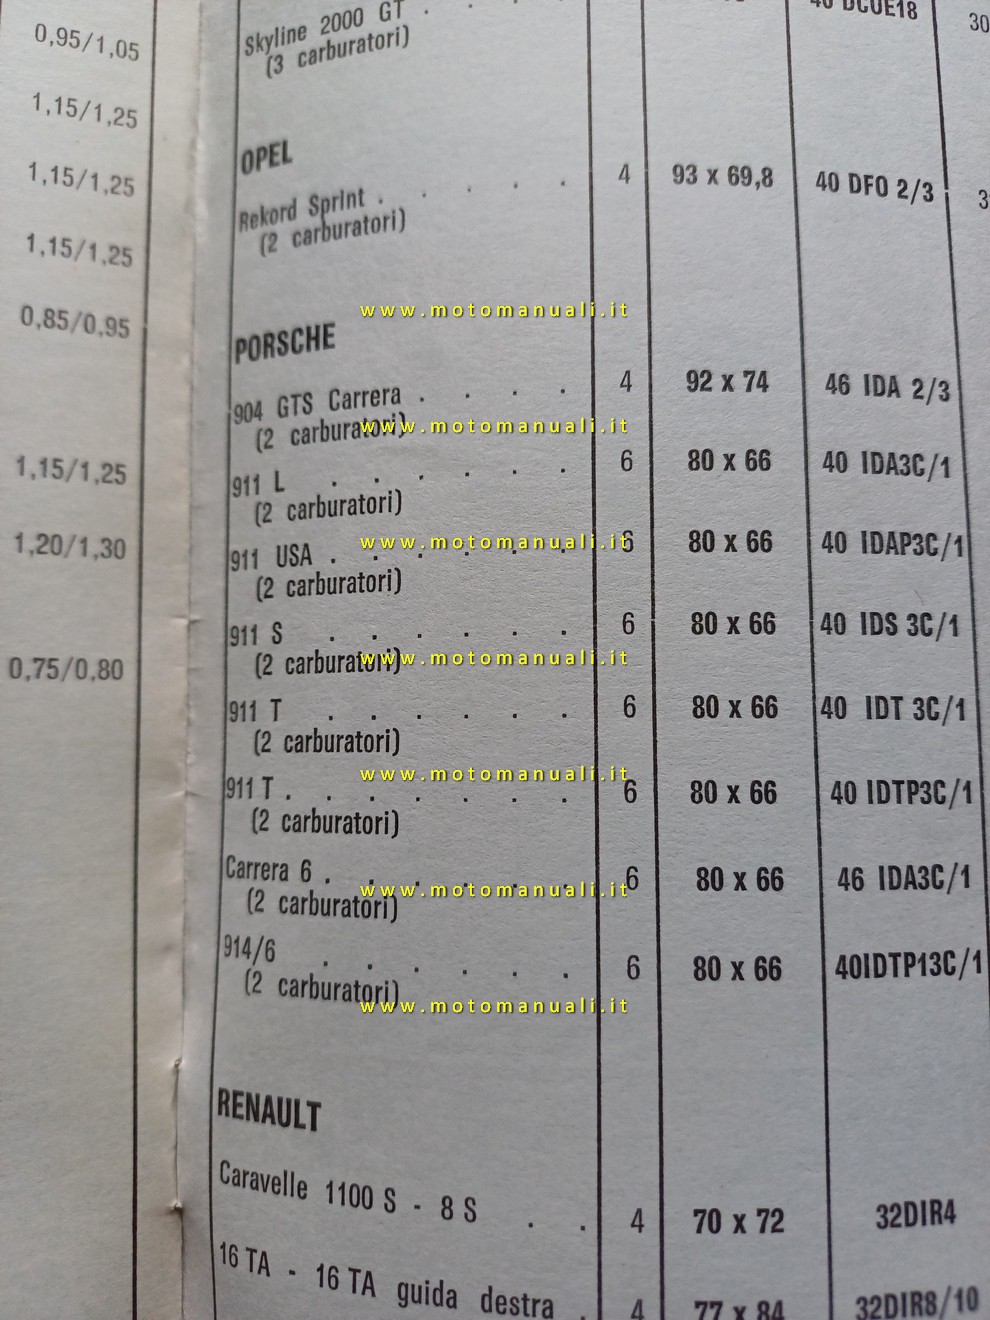 0,95/1,05
1,15/1,25
1,15/1,25
1,15/1,25
0,85/0,95
1,15/1,25
1,20/1,30
0,75/0,80
Skyline 2000 GT . 40 DCOE18 30
(3 carburatori)
OPEL
Rekord Sprint . . . . . 4 93 x 69,8 40 DFO 2/3 3
(2 carburatori)
www.motomanuali.it
PORSCHE
904 GTS Carrera . . . . 4 92 x 74 46 IDA 2/3
(2 carburatori)
www.motomanuali.it
911 L . . . . . . 6 80 x 66 40 IDA3C/1
(2 carburatori)
www.motomanuali.it
911 USA . . . . . . 6 80 x 66 40 IDAP3C/1
(2 carburatori)
911 S . . . . . . 6 80 x 66 40 IDS 3C/1
(2 carburatori)
www.motomanuali.it
911 T . . . . . . 6 80 x 66 40 IDT 3C/1
(2 carburatori)
www.motomanuali.it
911 T . . . . . . . 6 80 x 66 40 IDTP3C/1
(2 carburatori)
Carrera 6 . . . . . . 6 80 x 66 46 IDA3C/1
www.motomanuali.it
(2 carburatori)
914/6 . . . . . . 6 80 x 66 40IDTP13C/1
(2 carburatori)
www.motomanuali.it
RENAULT
Caravelle 1100 S - 8 S . . 4 70 x 72 32DIR4
16 TA - 16 TA guida destra . 4 77 x 84 32DIR8/10